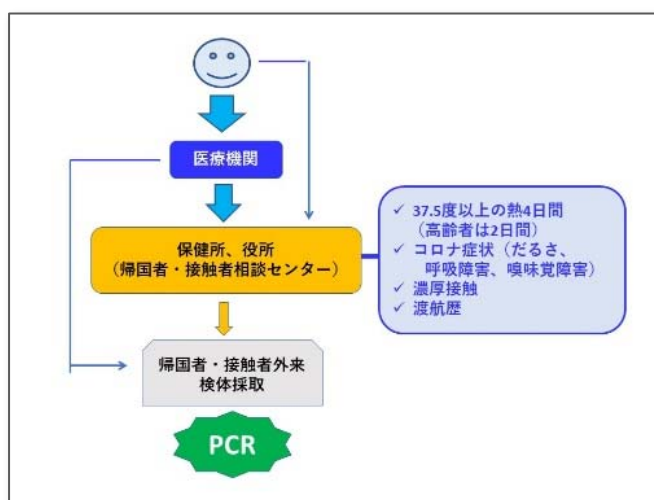 医療機関
保健所、役所
（帰国者・接触者相談センター）
✓ 37.5度以上の熱4日間
（高齢者は2日間）
✓ コロナ症状（だるさ、
呼吸障害、嗅味覚障害）
✓ 濃厚接触
✓ 渡航歴
帰国者・接触者外来
検体採取
PCR